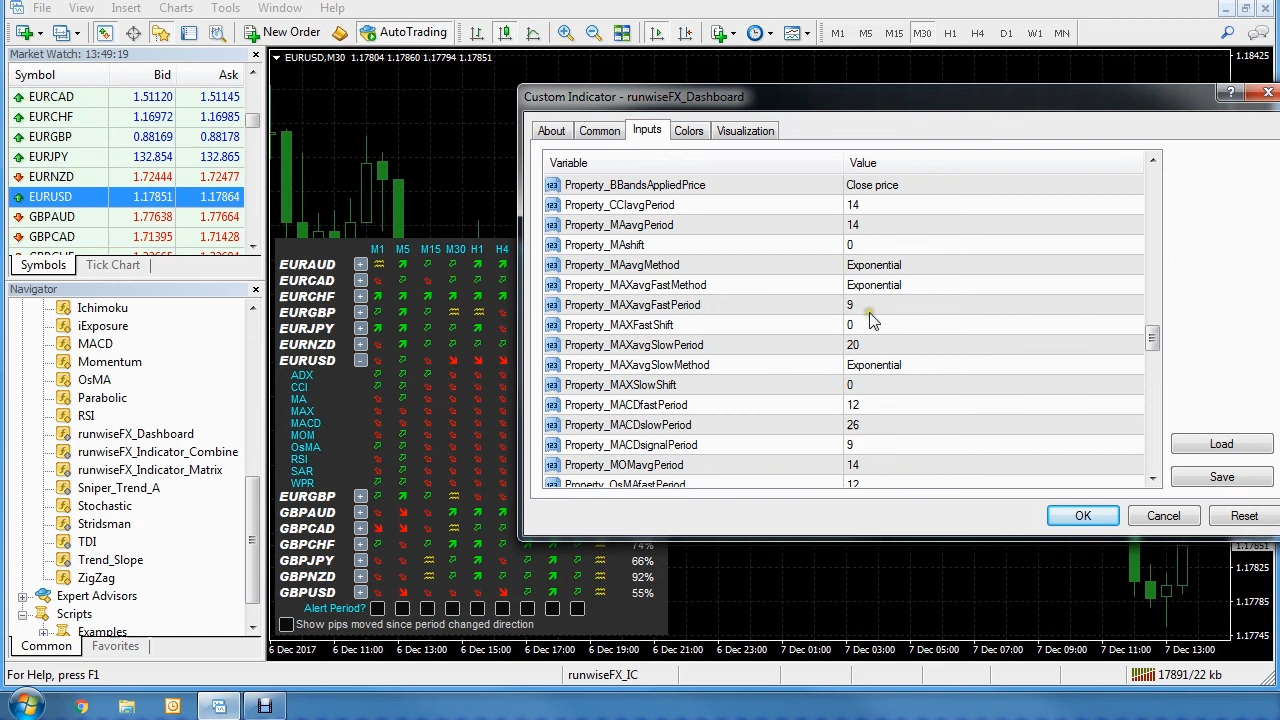 File View Insert Charts Tools Window Help
New Order AutoTrading M1 M5 M15 M30 H1 H4 D1 W1 MN
Market Watch: 13:49:19
Symbol Bid Ask
EURCAD 1.51120 1.51145
EURCHF 1.16972 1.16985
EURGBP 0.88169 0.88178
EURJPY 132.854 132.865
EURNZD 1.72444 1.72477
EURUSD 1.17851 1.17864
GBPAUD 1.77638 1.77664
GBPCAD 1.71395 1.71428
Symbols Tick Chart
Navigator
Ichimoku
iExposure
MACD
Momentum
OsMA
Parabolic
RSI
runwiseFX_Dashboard
runwiseFX_Indicator_Combine
runwiseFX_Indicator_Matrix
Sniper_Trend_A
Stochastic
Stridsman
TDI
Trend_Slope
ZigZag
Expert Advisors
Scripts
Examples
Common Favorites
EURUSD,M30 1.17804 1.17860 1.17794 1.17851
1.18425
M1 M5 M15 M30 H1 H4
EURAUD +
EURCAD +
EURCHF +
EURGBP +
EURJPY +
EURNZD +
EURUSD -
ADX
CCI
MA
MAX
MACD
MOM
OsMA
RSI
SAR
WPR
EURGBP +
GBPAUD +
GBPCAD +
GBPCHF + 74%
GBPJPY + 66%
GBPNZD + 92%
GBPUSD + 55%
Alert Period?
Show pips moved since period changed direction
Custom Indicator - runwiseFX_Dashboard
About Common Inputs Colors Visualization
Variable Value
Property_BBandsAppliedPrice Close price
Property_CCIavgPeriod 14
Property_MAavgPeriod 14
Property_MAshift 0
Property_MAavgMethod Exponential
Property_MAXavgFastMethod Exponential
Property_MAXavgFastPeriod 9
Property_MAXFastShift 0
Property_MAXavgSlowPeriod 20
Property_MAXavgSlowMethod Exponential
Property_MAXSlowShift 0
Property_MACDfastPeriod 12
Property_MACDslowPeriod 26
Property_MACDsignalPeriod 9
Property_MOMavgPeriod 14
Property_OsMAfastPeriod 12
Load
Save
OK Cancel Reset
1.17851
1.17825
1.17785
1.17745
6 Dec 2017 6 Dec 11:00 6 Dec 13:00 6 Dec 15:00 6 Dec 17:00 6 Dec 19:00 6 Dec 21:00 6 Dec 23:00 7 Dec 01:00 7 Dec 03:00 7 Dec 05:00 7 Dec 07:00 7 Dec 09:00 7 Dec 11:00 7 Dec 13:00
For Help, press F1 runwiseFX_IC 17891/22 kb